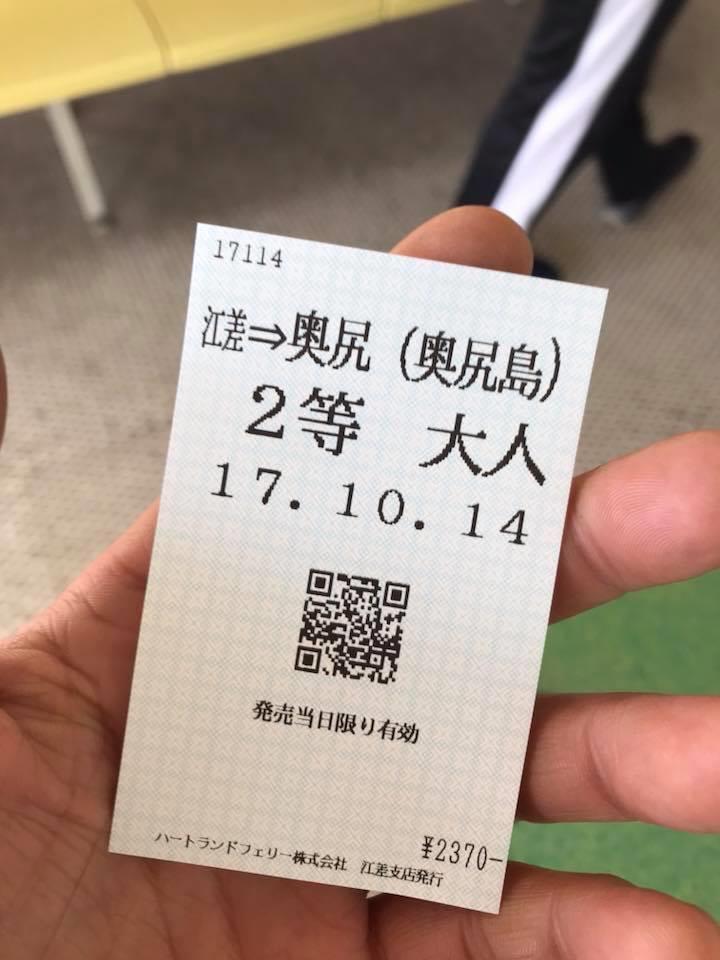 17114
江差⇒奥尻（奥尻島）
２等　大人
１７．１０．１４
発売当日限り有効
¥2370-
ハートランドフェリー株式会社　江差支店発行